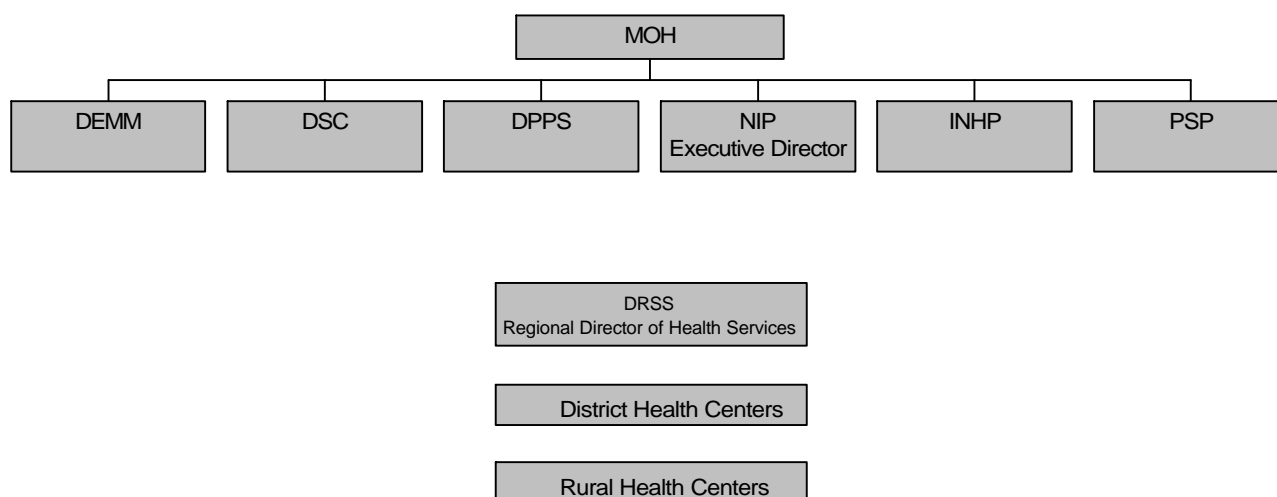 MOH
DEMM
DSC
DPPS
NIP
Executive Director
INHP
PSP
DRSS
Regional Director of Health Services
District Health Centers
Rural Health Centers